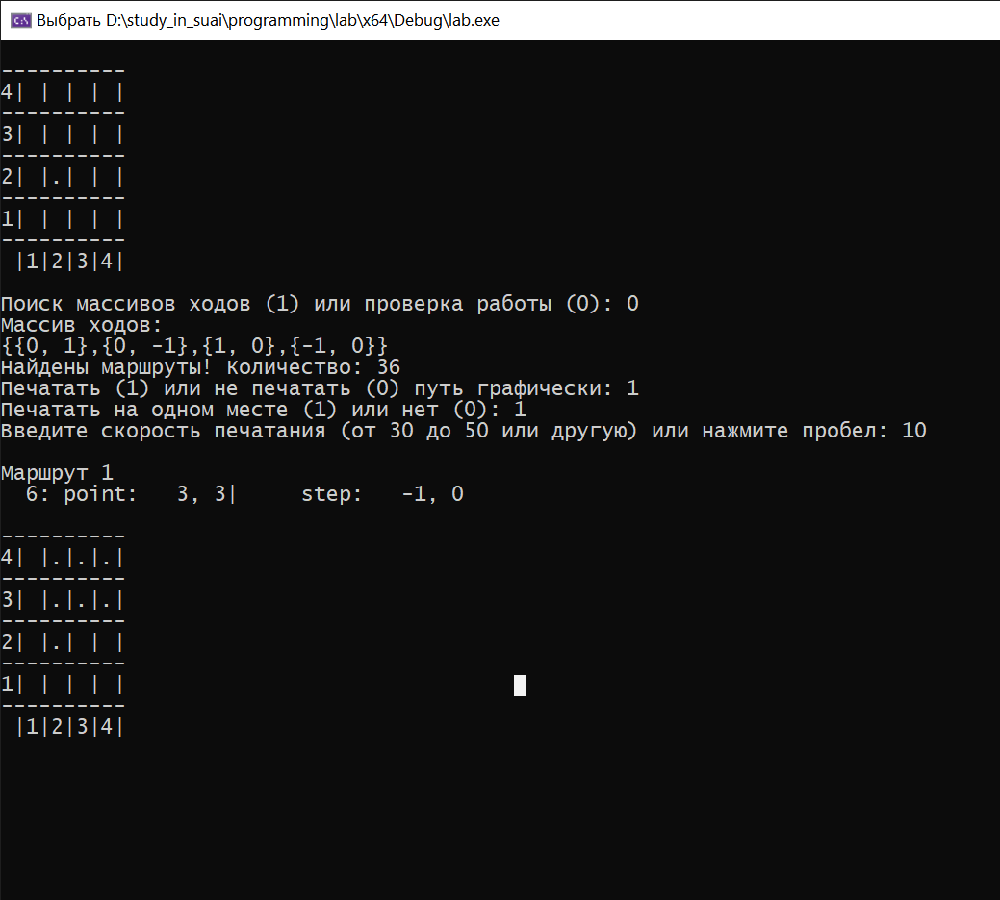 Выбрать D:\study_in_suai\programming\lab\x64\Debug\lab.exe
----------
4| | | | |
----------
3| | | | |
----------
2| |.| | |
----------
1| | | | |
----------
 |1|2|3|4|
Поиск массивов ходов (1) или проверка работы (0): 0
Массив ходов:
{{0, 1},{0, -1},{1, 0},{-1, 0}}
Найдены маршруты! Количество: 36
Печатать (1) или не печатать (0) путь графически: 1
Печатать на одном месте (1) или нет (0): 1
Введите скорость печатания (от 30 до 50 или другую) или нажмите пробел: 10
Маршрут 1
  6: point:   3, 3|     step:   -1, 0
----------
4| |.|.|.|
----------
3| |.|.|.|
----------
2| |.| | |
----------
1| | | | |
----------
 |1|2|3|4|